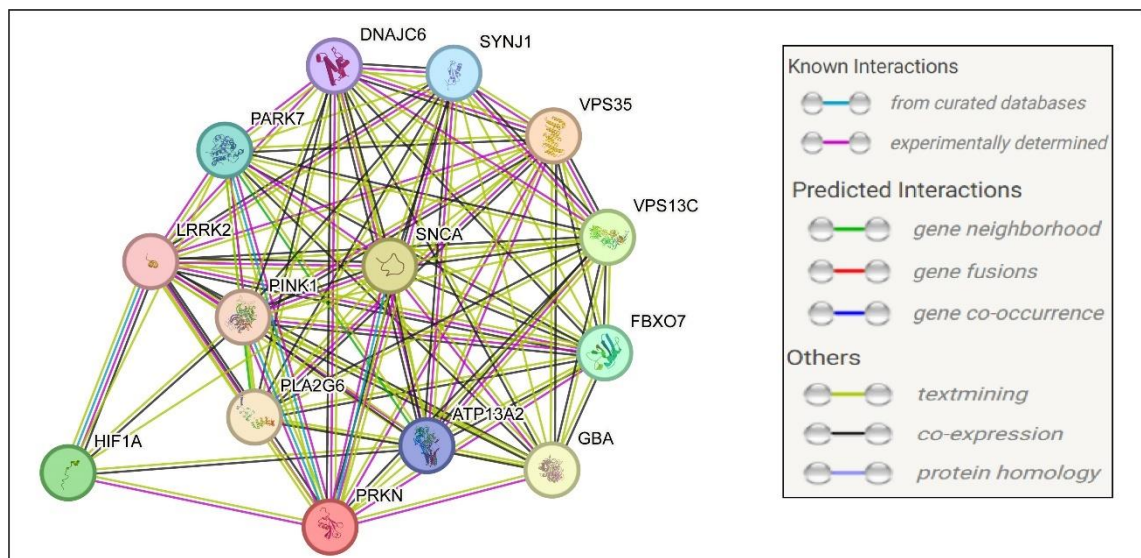 DNAJC6
SYNJ1
PARK7
VPS35
VPS13C
LRRK2
SNCA
PINK1
FBXO7
PLA2G6
ATP13A2
GBA
HIF1A
PRKN
Known Interactions
from curated databases
experimentally determined
Predicted Interactions
gene neighborhood
gene fusions
gene co-occurrence
Others
textmining
co-expression
protein homology